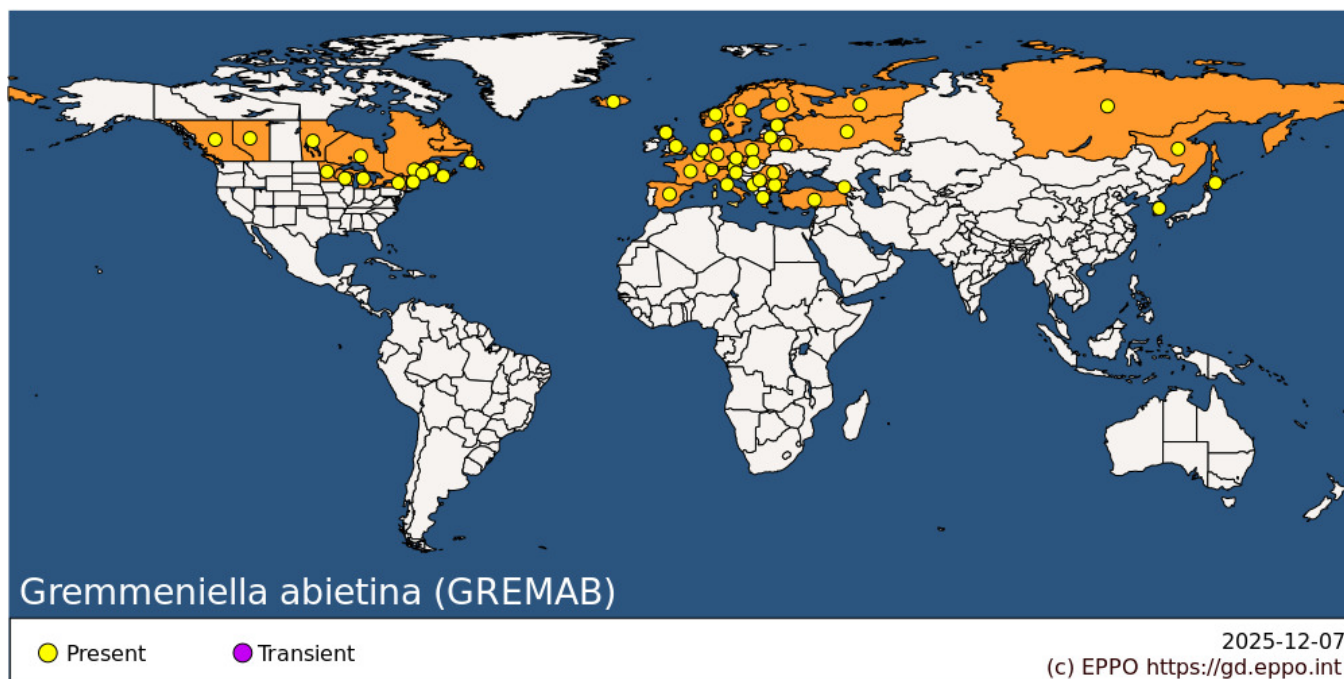 Gremmeniella abietina (GREMAB)
Present
Transient
2025-12-07
(c) EPPO https://gd.eppo.int